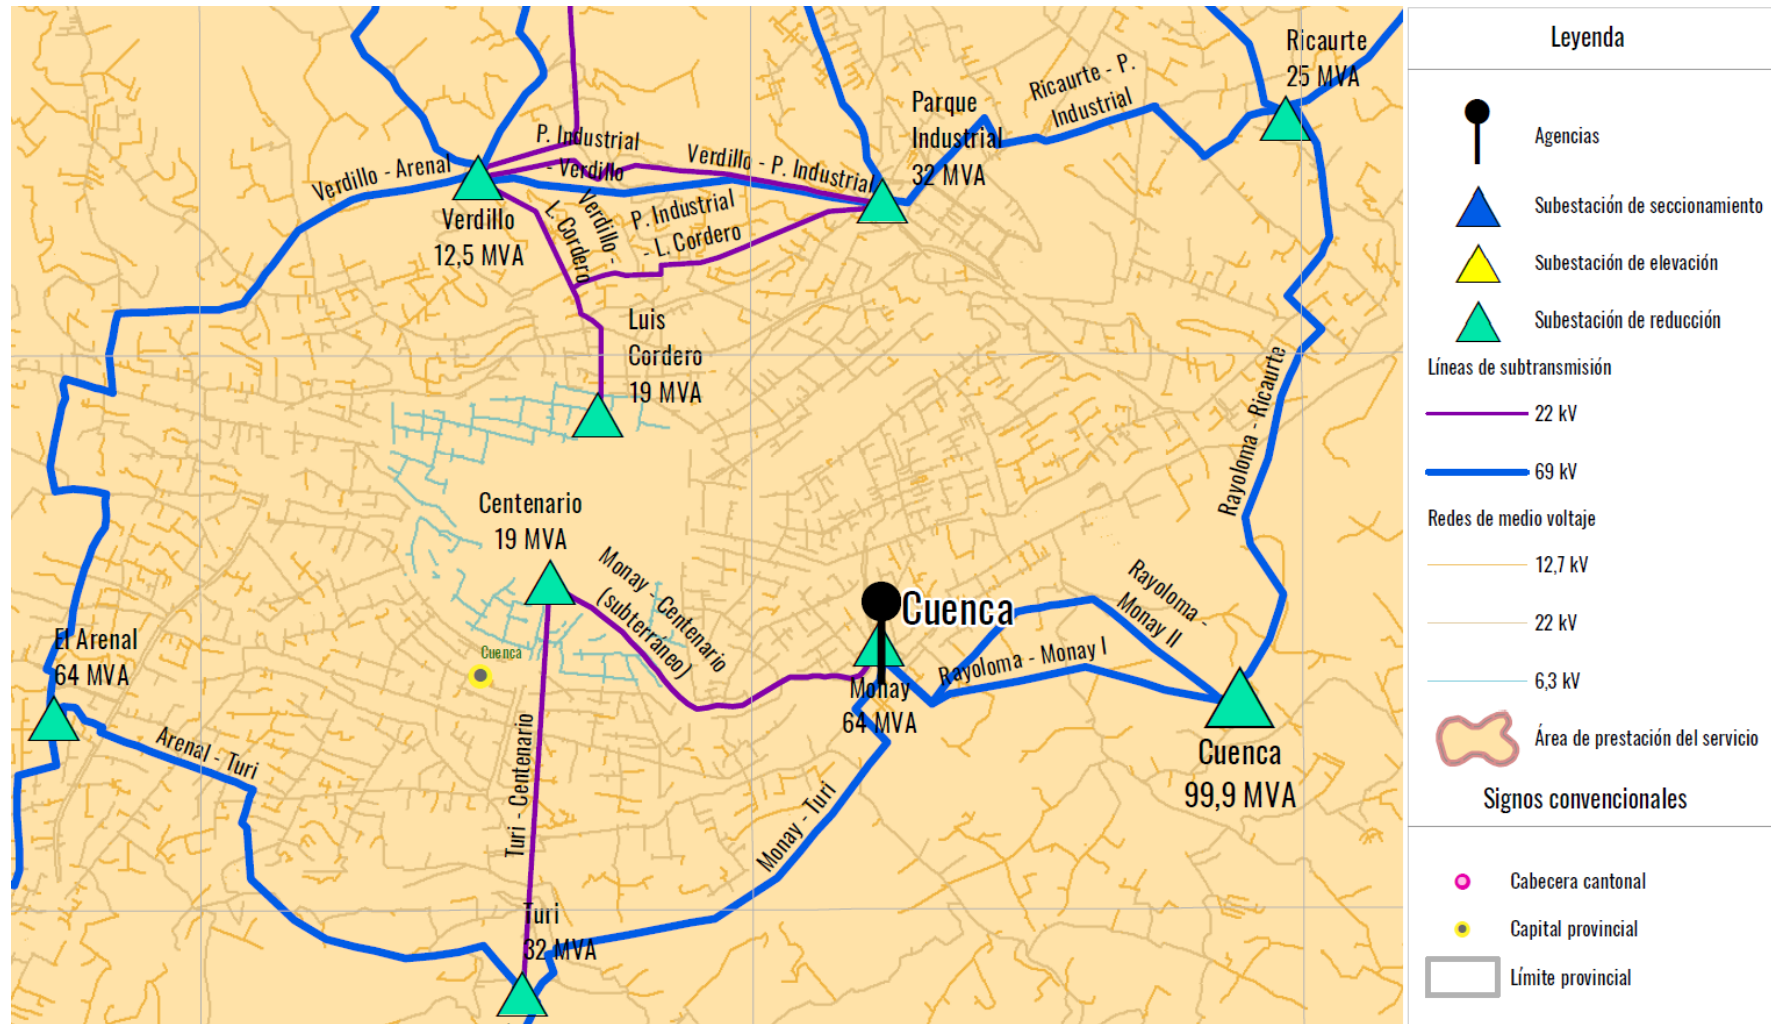 Ricaurte
25 MVA
Ricaurte - P.
Industrial
Parque
Industrial
32 MVA
P. Industrial
- Verdillo
Verdillo - P. Industrial
Verdillo - Arenal
Verdillo
12,5 MVA
Verdillo -
L. Cordero
P. Industrial
- L. Cordero
Luis
Cordero
19 MVA
Rayoloma - Ricaurte
Centenario
19 MVA
Monay - Centenario
(subterráneo)
Cuenca
Cuenca
Rayoloma -
Monay II
Rayoloma - Monay I
Monay
64 MVA
El Arenal
64 MVA
Arenal - Turi
Turi - Centenario
Monay - Turi
Cuenca
99,9 MVA
Turi
32 MVA
Leyenda
Agencias
Subestación de seccionamiento
Subestación de elevación
Subestación de reducción
Líneas de subtransmisión
22 kV
69 kV
Redes de medio voltaje
12,7 kV
22 kV
6,3 kV
Área de prestación del servicio
Signos convencionales
Cabecera cantonal
Capital provincial
Límite provincial